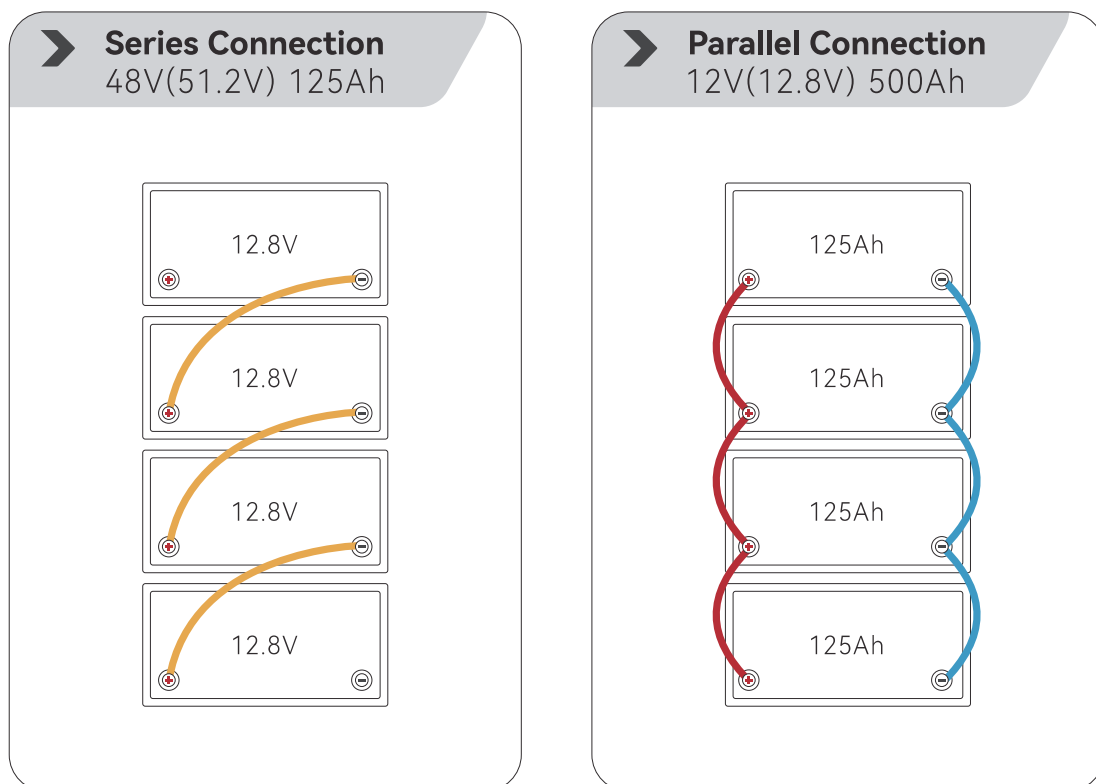 Series Connection
48V(51.2V) 125Ah
12.8V
12.8V
12.8V
12.8V
Parallel Connection
12V(12.8V) 500Ah
125Ah
125Ah
125Ah
125Ah